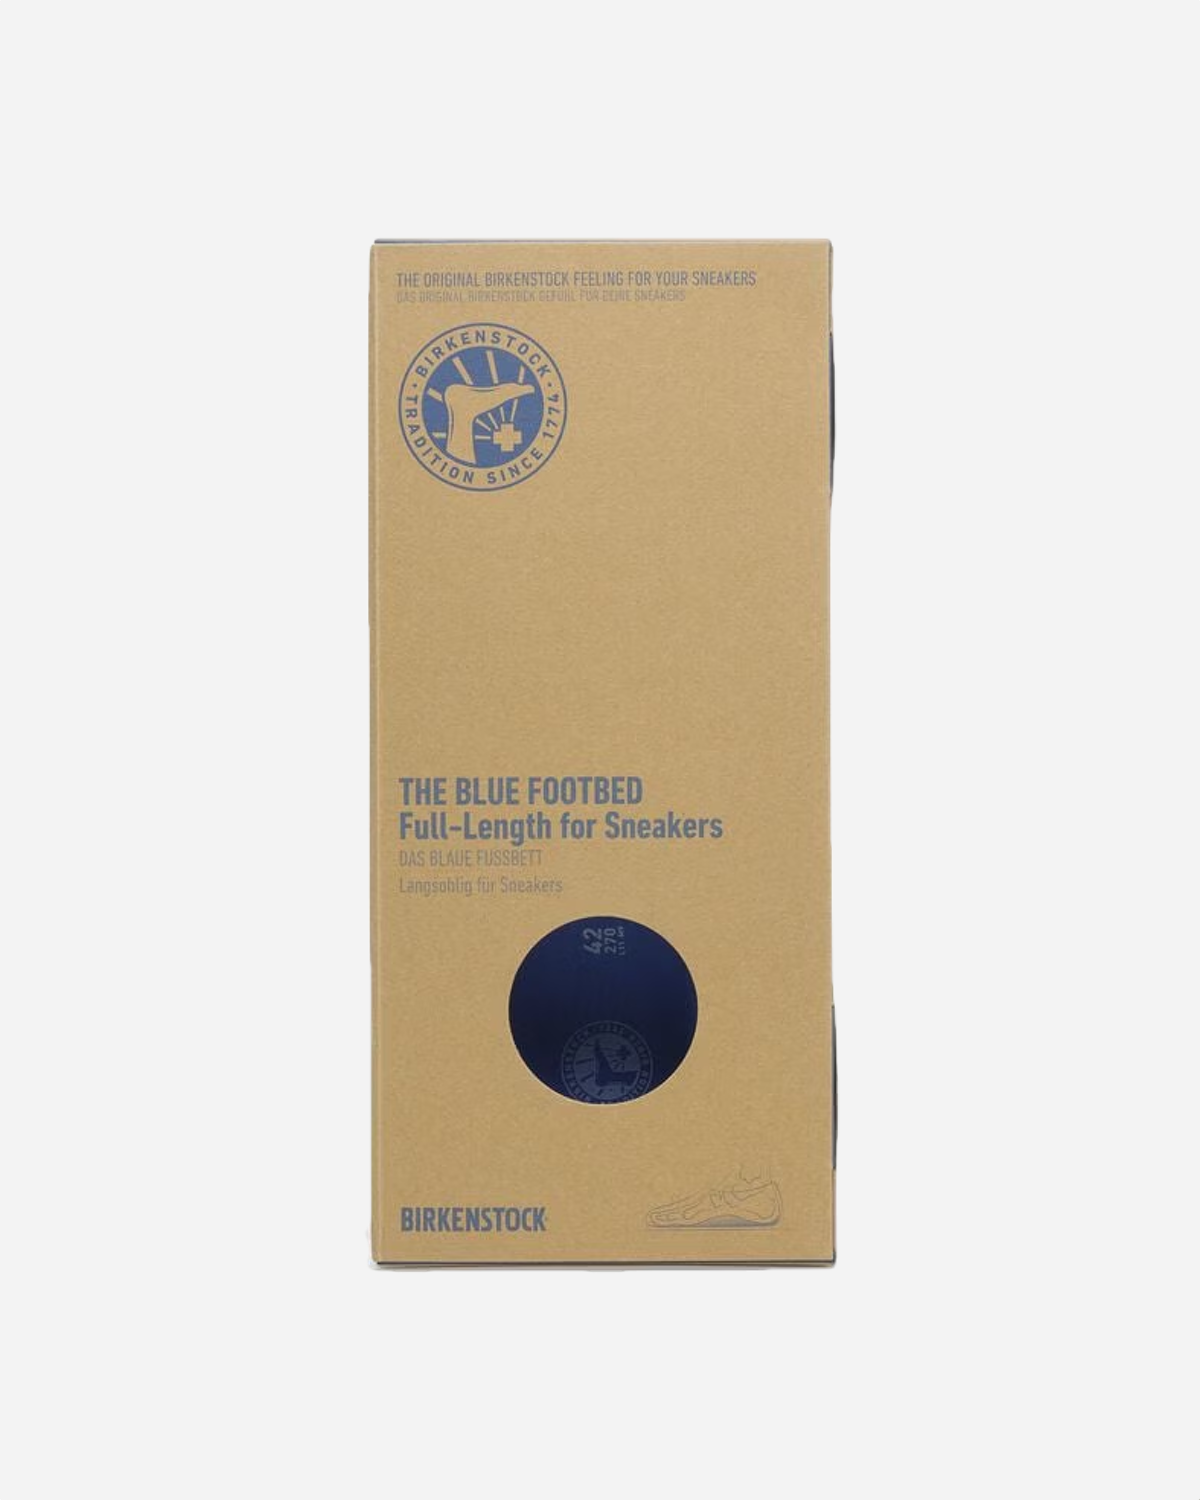 THE ORIGINAL BIRKENSTOCK FEELING FOR YOUR SNEAKERS
DAS ORIGINAL BIRKENSTOCK GEFÜHL FÜR DEINE SNEAKERS
· BIRKENSTOCK ·
TRADITION SINCE 1774
THE BLUE FOOTBED
Full-Length for Sneakers
DAS BLAUE FUSSBETT
Langsohlig für Sneakers
42
270
BIRKENSTOCK